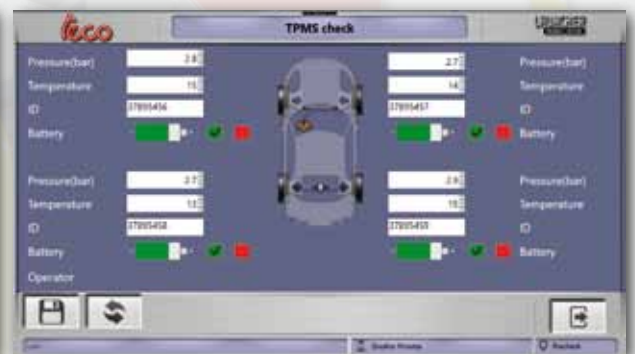 teco TPMS check
Pressure(bar) 2.8 2.7 Pressure(bar)
Temperature 15 14 Temperature
ID 37895456 37895457 ID
Battery Battery
Pressure(bar) 2.7 2.8 Pressure(bar)
Temperature 13 15 Temperature
ID 37895458 37895459 ID
Battery Battery
Operator